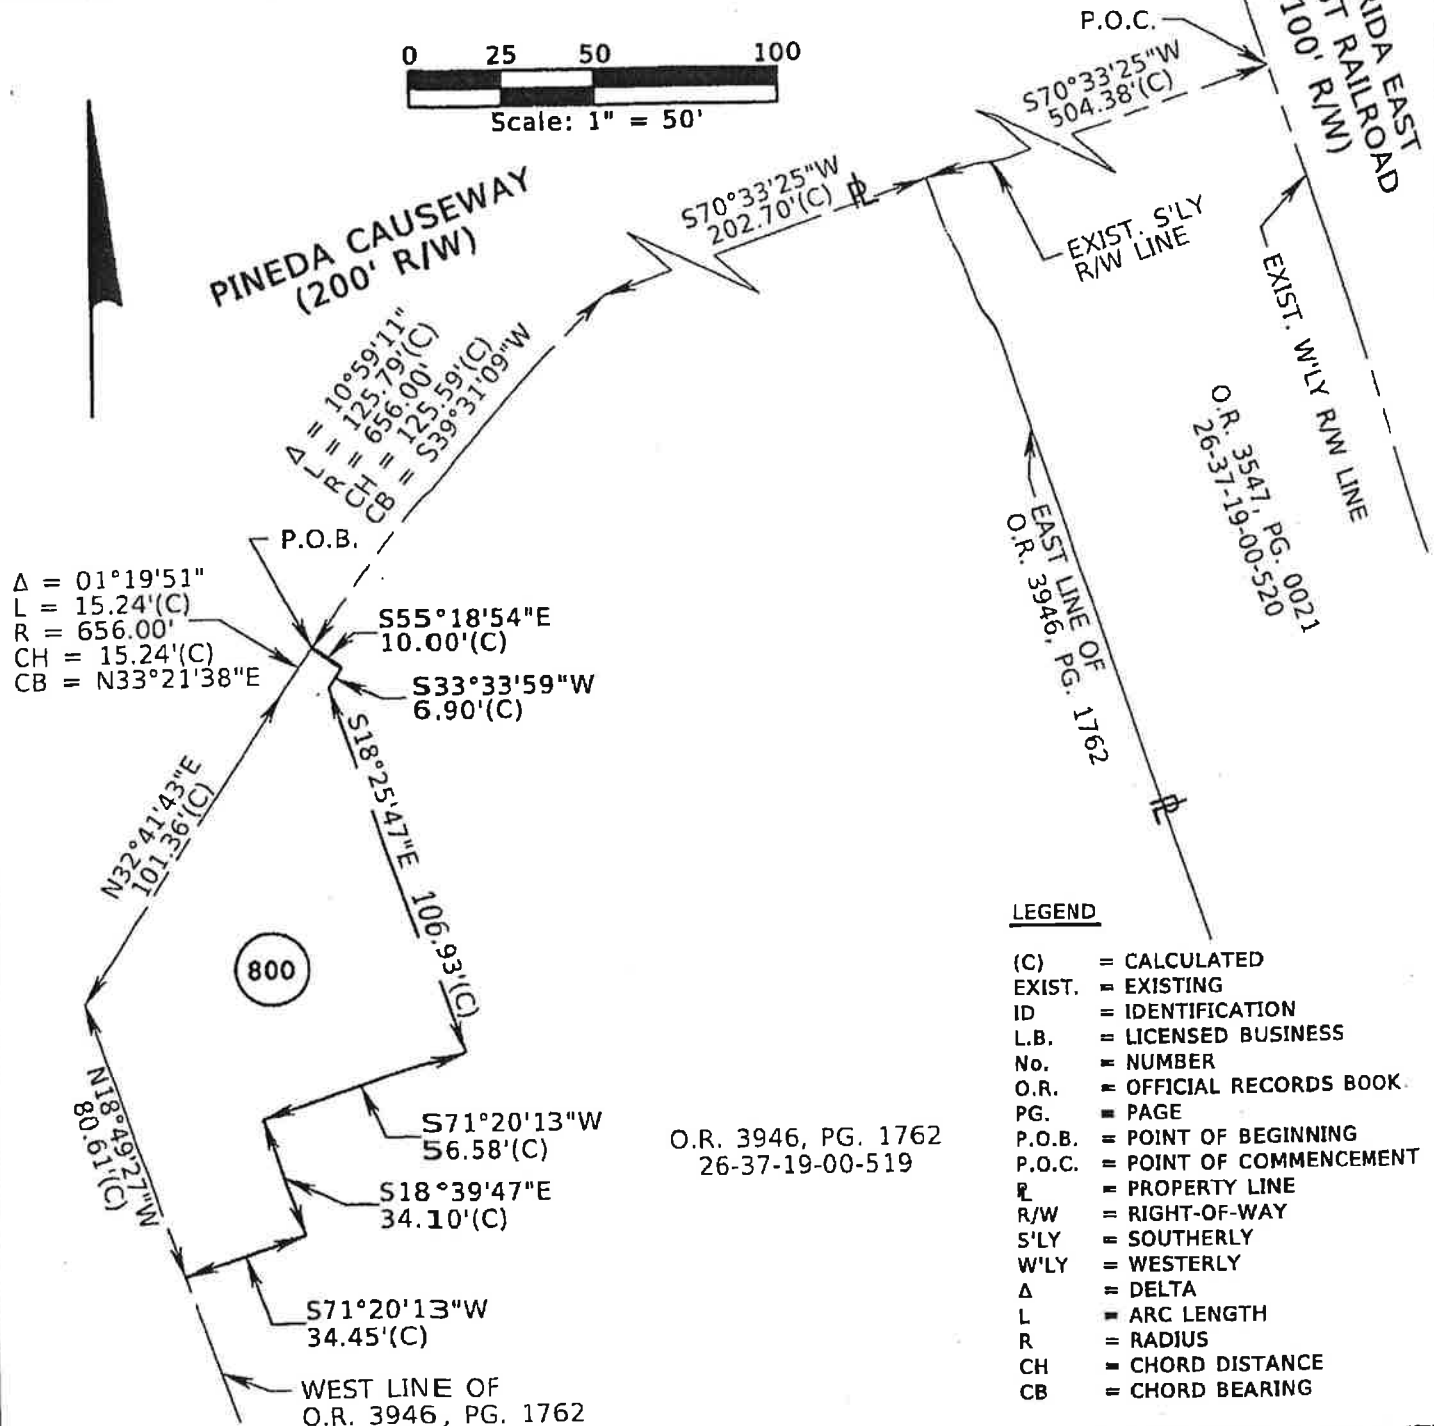 0 25 50 100
Scale: 1" = 50'
P.O.C.
RIDA EAST
ST RAILROAD
100' R/W)
S70°33'25"W
504.38'(C)
S70°33'25"W
202.70'(C)
PINEDA CAUSEWAY
(200' R/W)
EXIST. S'LY
R/W LINE
EXIST. W'LY R/W LINE
Δ = 10°59'11"
L = 125.79'(C)
R = 656.00'
CH = 125.59'(C)
CB = S39°31'09"W
O.R. 3547, PG. 0021
26-37-19-00-520
EAST LINE OF
O.R. 3946, PG. 1762
P.O.B.
Δ = 01°19'51"
L = 15.24'(C)
R = 656.00'
CH = 15.24'(C)
CB = N33°21'38"E
S55°18'54"E
10.00'(C)
S33°33'59"W
6.90'(C)
S18°25'47"E 106.93'(C)
N32°41'43"E
101.36'(C)
800
N18°49'27"W
80.61'(C)
S71°20'13"W
56.58'(C)
S18°39'47"E
34.10'(C)
S71°20'13"W
34.45'(C)
WEST LINE OF
O.R. 3946, PG. 1762
O.R. 3946, PG. 1762
26-37-19-00-519
LEGEND
(C) = CALCULATED
EXIST. = EXISTING
ID = IDENTIFICATION
L.B. = LICENSED BUSINESS
No. = NUMBER
O.R. = OFFICIAL RECORDS BOOK
PG. = PAGE
P.O.B. = POINT OF BEGINNING
P.O.C. = POINT OF COMMENCEMENT
PL = PROPERTY LINE
R/W = RIGHT-OF-WAY
S'LY = SOUTHERLY
W'LY = WESTERLY
Δ = DELTA
L = ARC LENGTH
R = RADIUS
CH = CHORD DISTANCE
CB = CHORD BEARING